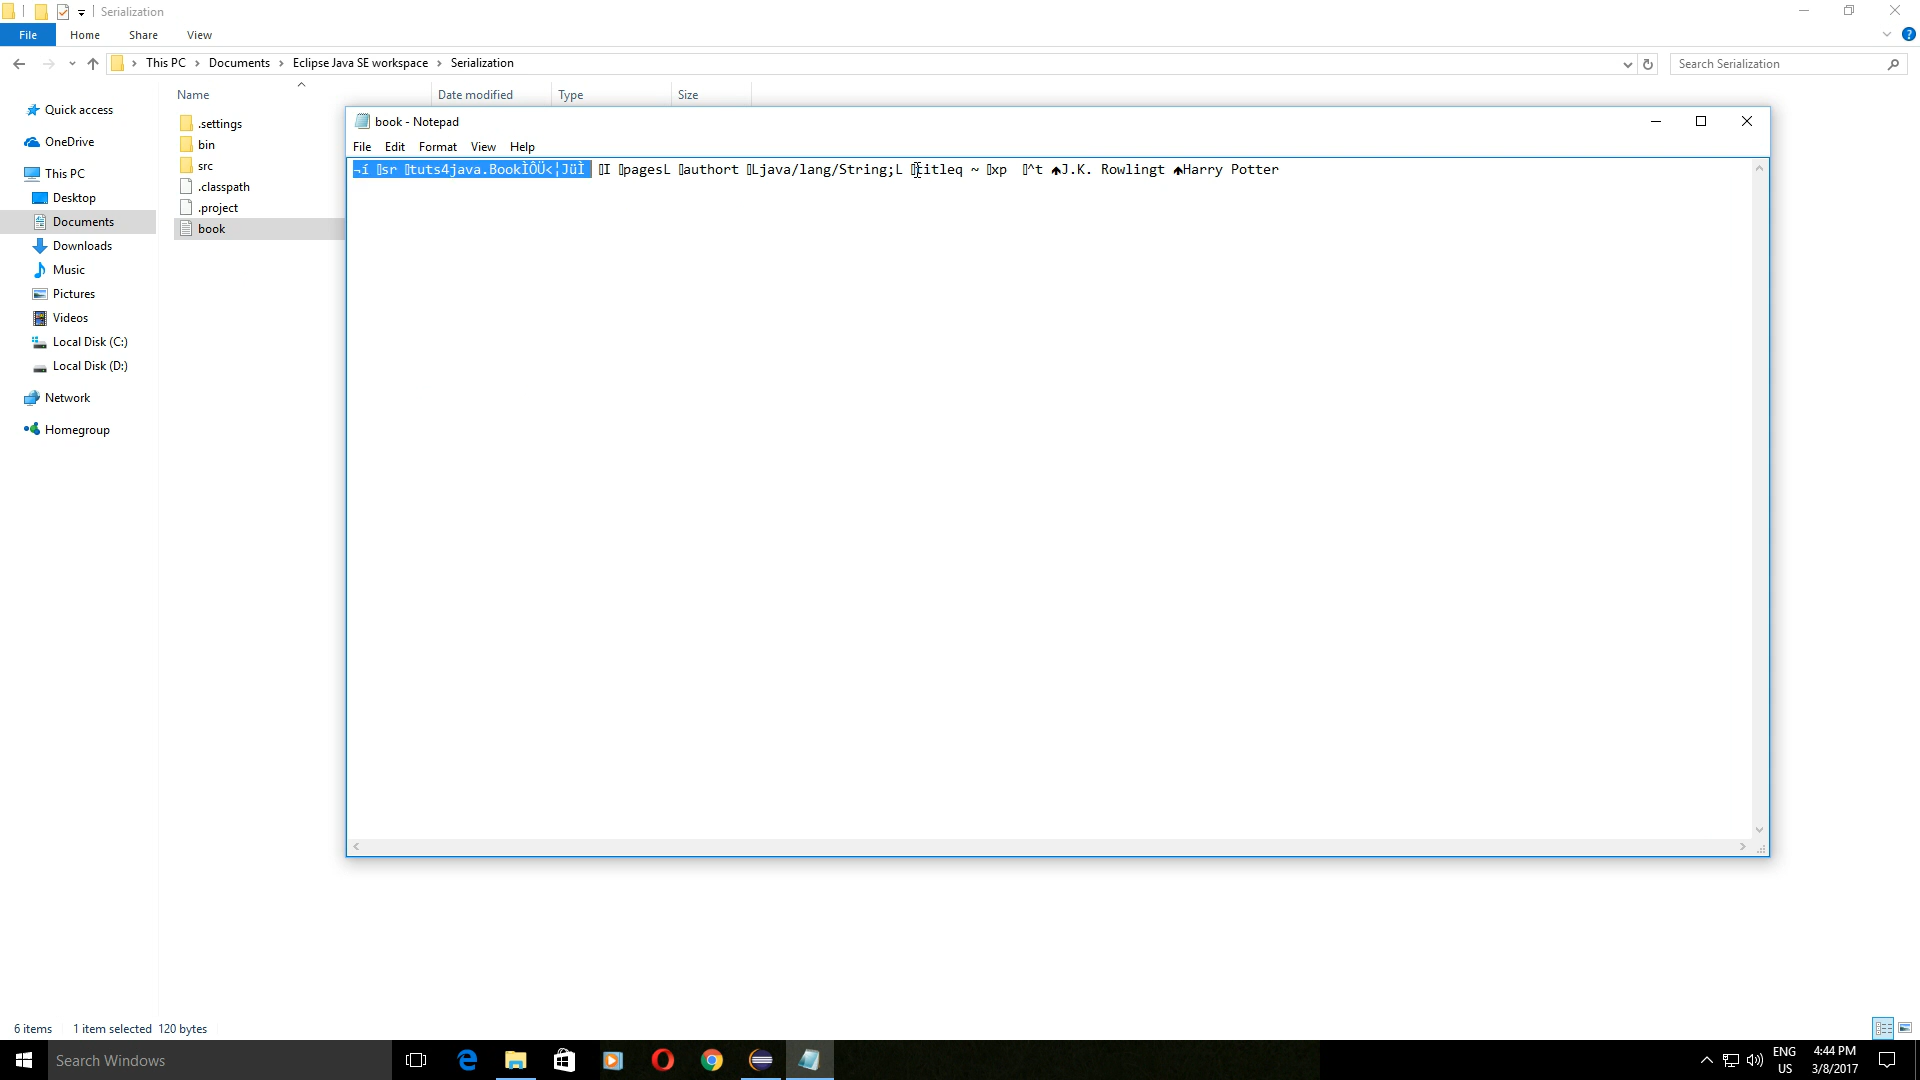 Serialization
File Home Share View
This PC > Documents > Eclipse Java SE workspace > Serialization
Search Serialization
Name Date modified Type Size
Quick access
OneDrive
This PC
Desktop
Documents
Downloads
Music
Pictures
Videos
Local Disk (C:)
Local Disk (D:)
Network
Homegroup
.settings
bin
src
.classpath
.project
book
book - Notepad
File Edit Format View Help
¬í ▯sr ▯tuts4java.BookÌÔÜ<¦JüÌ ▯I ▯pagesL ▯authort ▯Ljava/lang/String;L ▯titleq ~ ▯xp ▯^t ♠J.K. Rowlingt ♠Harry Potter
6 items 1 item selected 120 bytes
Search Windows
ENG
US
4:44 PM
3/8/2017